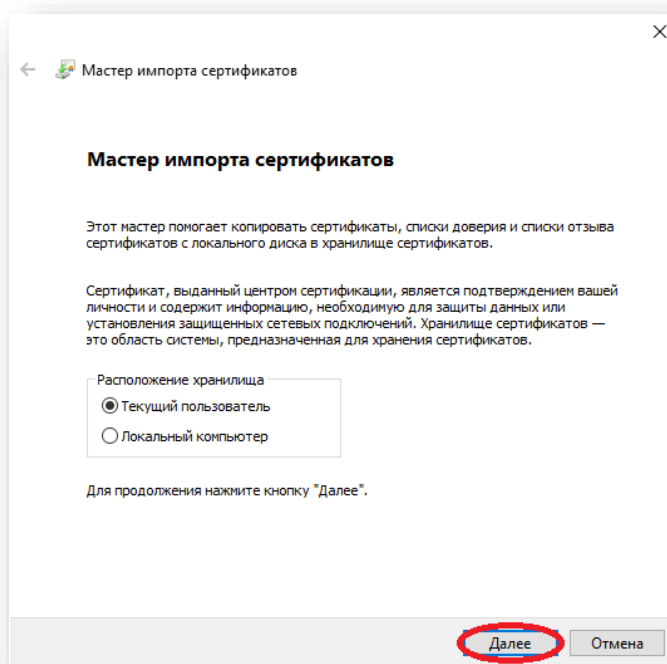 Мастер импорта сертификатов
Мастер импорта сертификатов
Этот мастер помогает копировать сертификаты, списки доверия и списки отзыва
сертификатов с локального диска в хранилище сертификатов.
Сертификат, выданный центром сертификации, является подтверждением вашей
личности и содержит информацию, необходимую для защиты данных или
установления защищенных сетевых подключений. Хранилище сертификатов —
это область системы, предназначенная для хранения сертификатов.
Расположение хранилища
Текущий пользователь
Локальный компьютер
Для продолжения нажмите кнопку "Далее".
Далее
Отмена